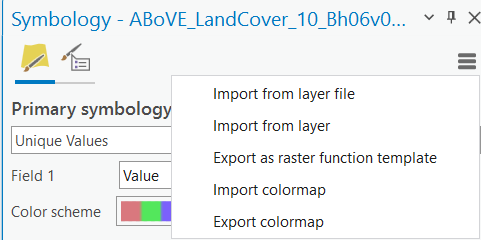 Symbology - ABoVE_LandCover_10_Bh06v0...
Import from layer file
Primary symbology
Import from layer
Unique Values
Export as raster function template
Field 1 Value
Import colormap
Color scheme
Export colormap